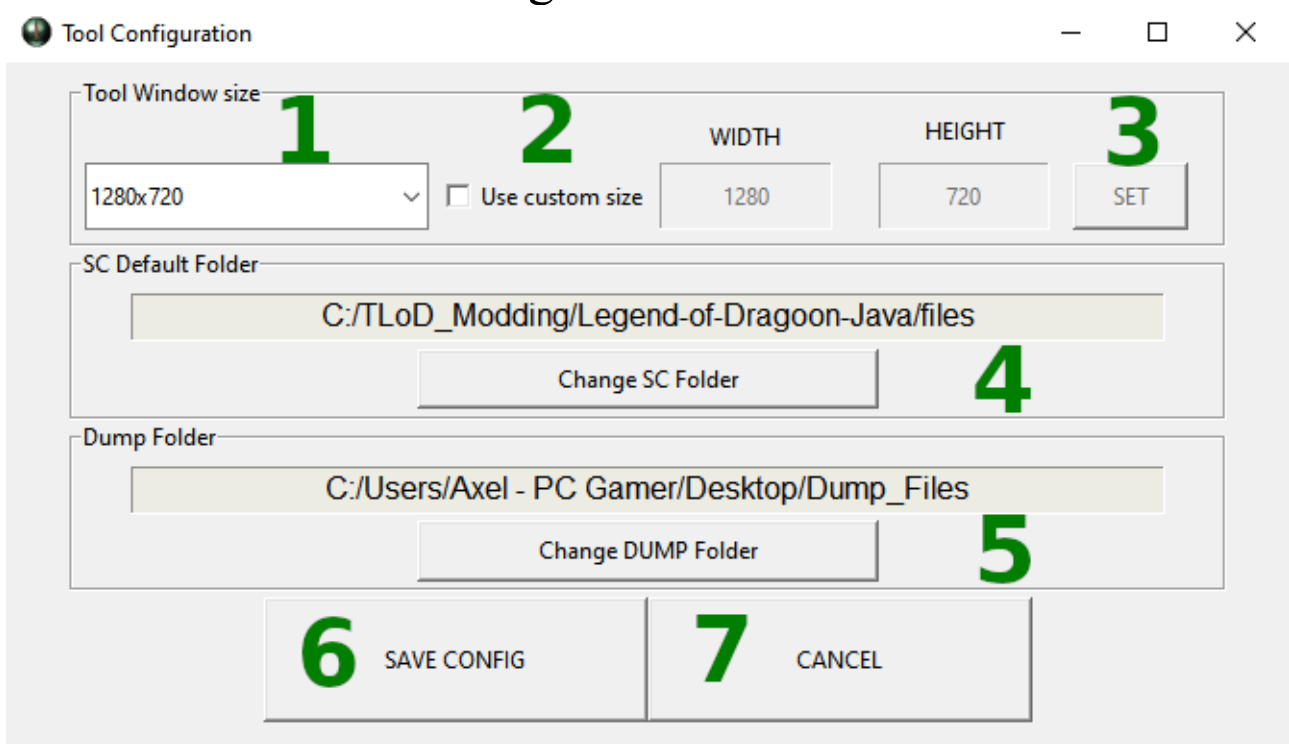 Tool Configuration
Tool Window size
1
2
3
WIDTH
HEIGHT
1280x720
Use custom size
1280
720
SET
SC Default Folder
C:/TLoD_Modding/Legend-of-Dragoon-Java/files
Change SC Folder
4
Dump Folder
C:/Users/Axel - PC Gamer/Desktop/Dump_Files
Change DUMP Folder
5
6
SAVE CONFIG
7
CANCEL